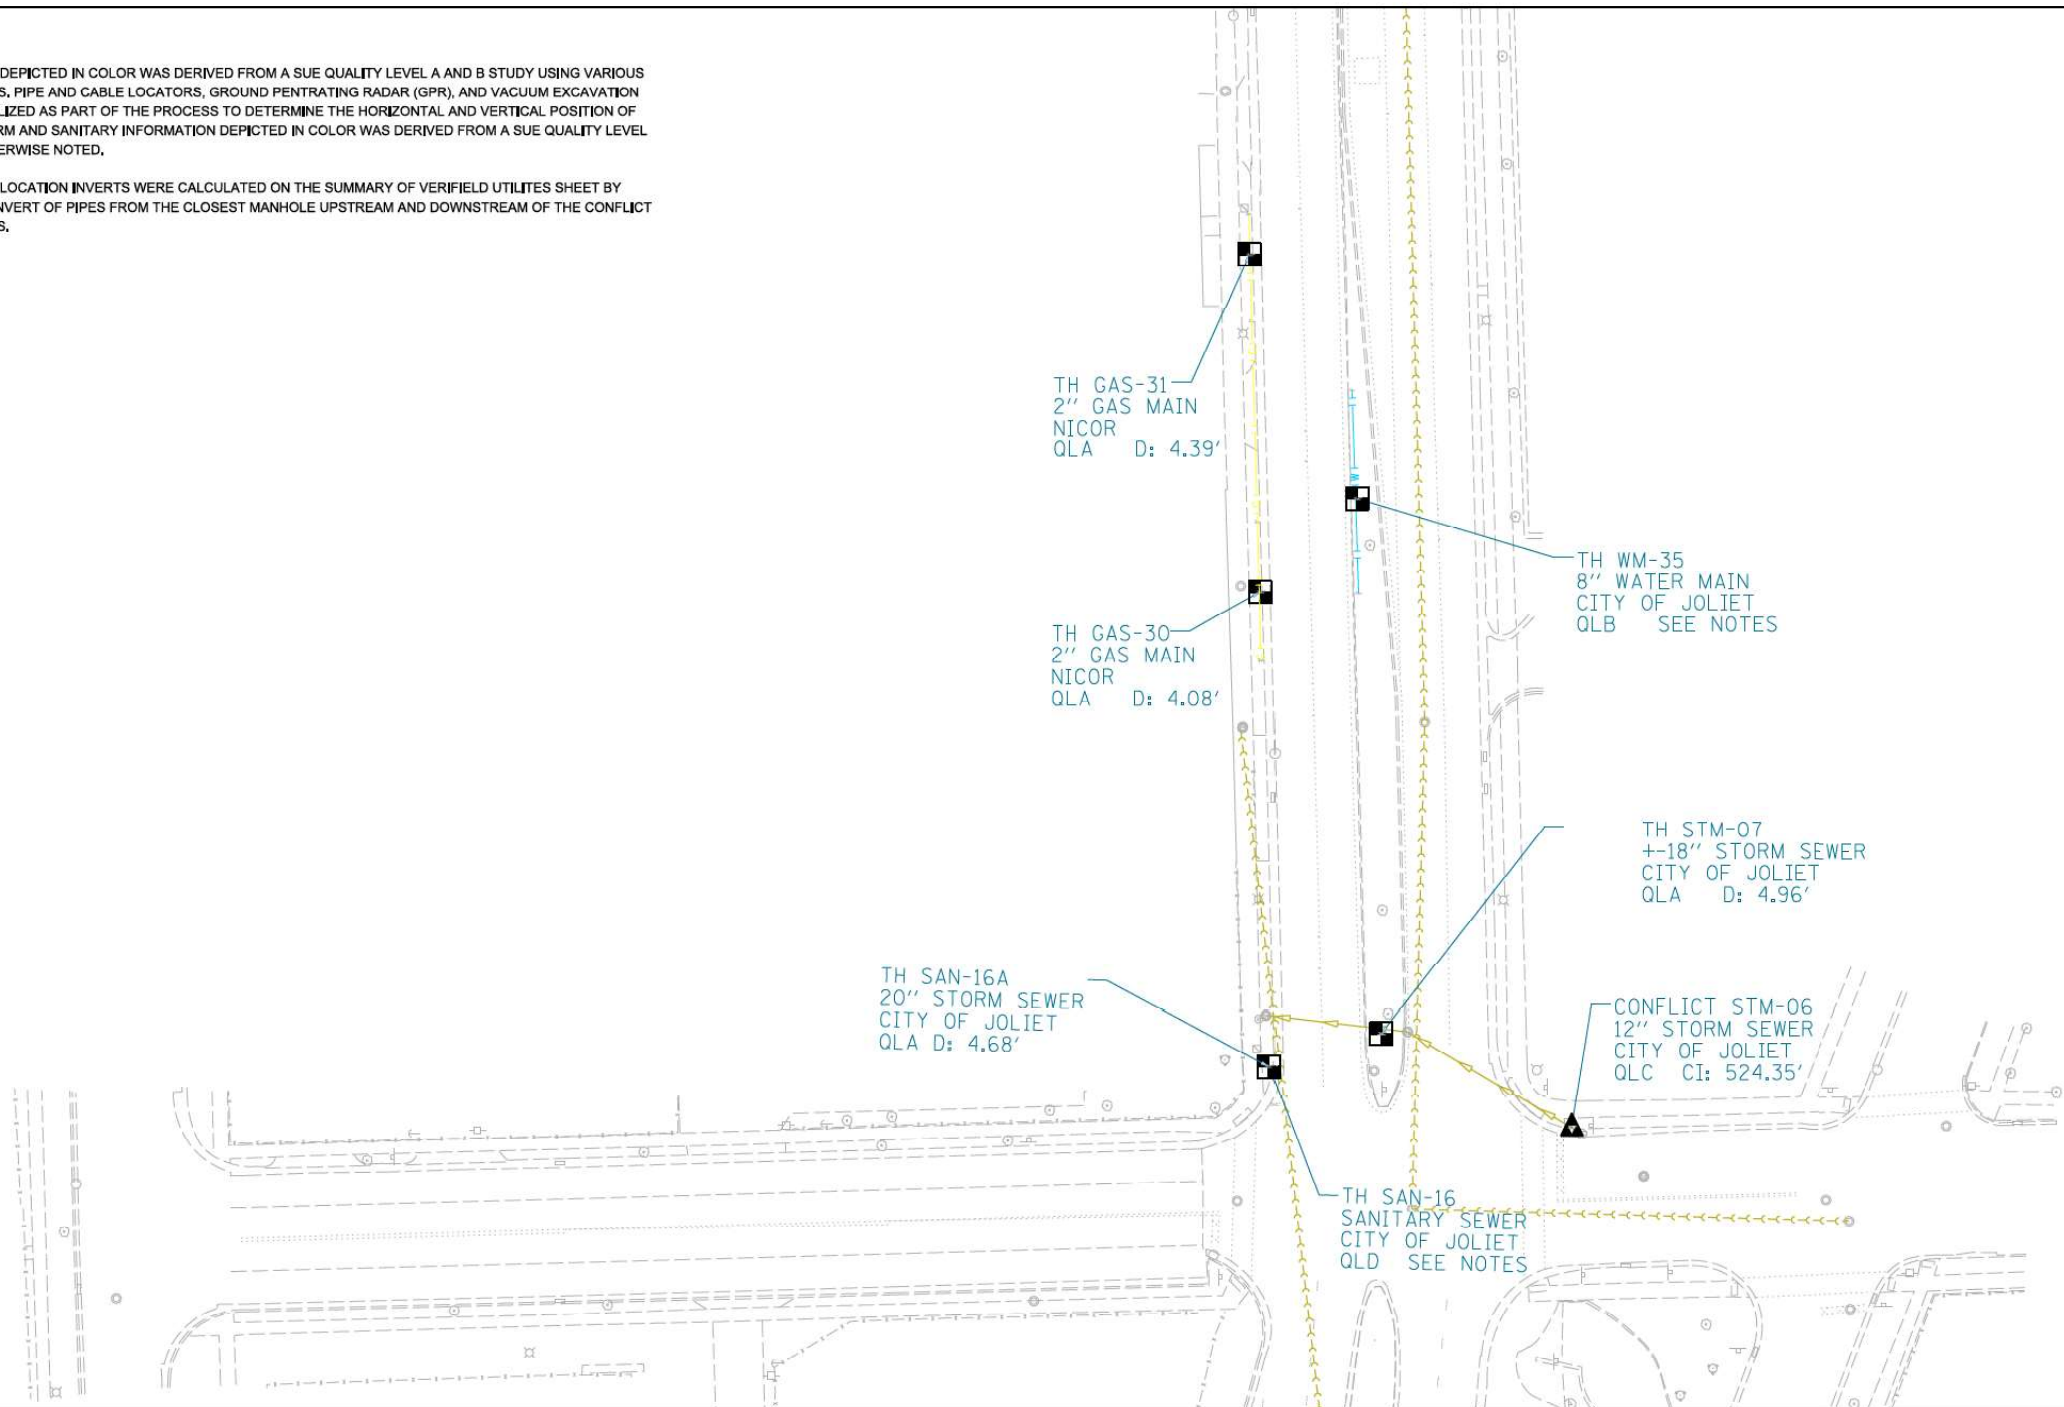 DEPICTED IN COLOR WAS DERIVED FROM A SUE QUALITY LEVEL A AND B STUDY USING VARIOUS
S, PIPE AND CABLE LOCATORS, GROUND PENTRATING RADAR (GPR), AND VACUUM EXCAVATION
LIZED AS PART OF THE PROCESS TO DETERMINE THE HORIZONTAL AND VERTICAL POSITION OF
RM AND SANITARY INFORMATION DEPICTED IN COLOR WAS DERIVED FROM A SUE QUALITY LEVEL
ERWISE NOTED.
LOCATION INVERTS WERE CALCULATED ON THE SUMMARY OF VERIFIELD UTILITES SHEET BY
NVERT OF PIPES FROM THE CLOSEST MANHOLE UPSTREAM AND DOWNSTREAM OF THE CONFLICT
S.
TH GAS-31
2" GAS MAIN
NICOR
QLA D: 4.39'
W
TH WM-35
8" WATER MAIN
CITY OF JOLIET
QLB SEE NOTES
TH GAS-30
2" GAS MAIN
NICOR
QLA D: 4.08'
TH STM-07
+-18" STORM SEWER
CITY OF JOLIET
QLA D: 4.96'
TH SAN-16A
20" STORM SEWER
CITY OF JOLIET
QLA D: 4.68'
CONFLICT STM-06
12" STORM SEWER
CITY OF JOLIET
QLC CI: 524.35'
TH SAN-16
SANITARY SEWER
CITY OF JOLIET
QLD SEE NOTES